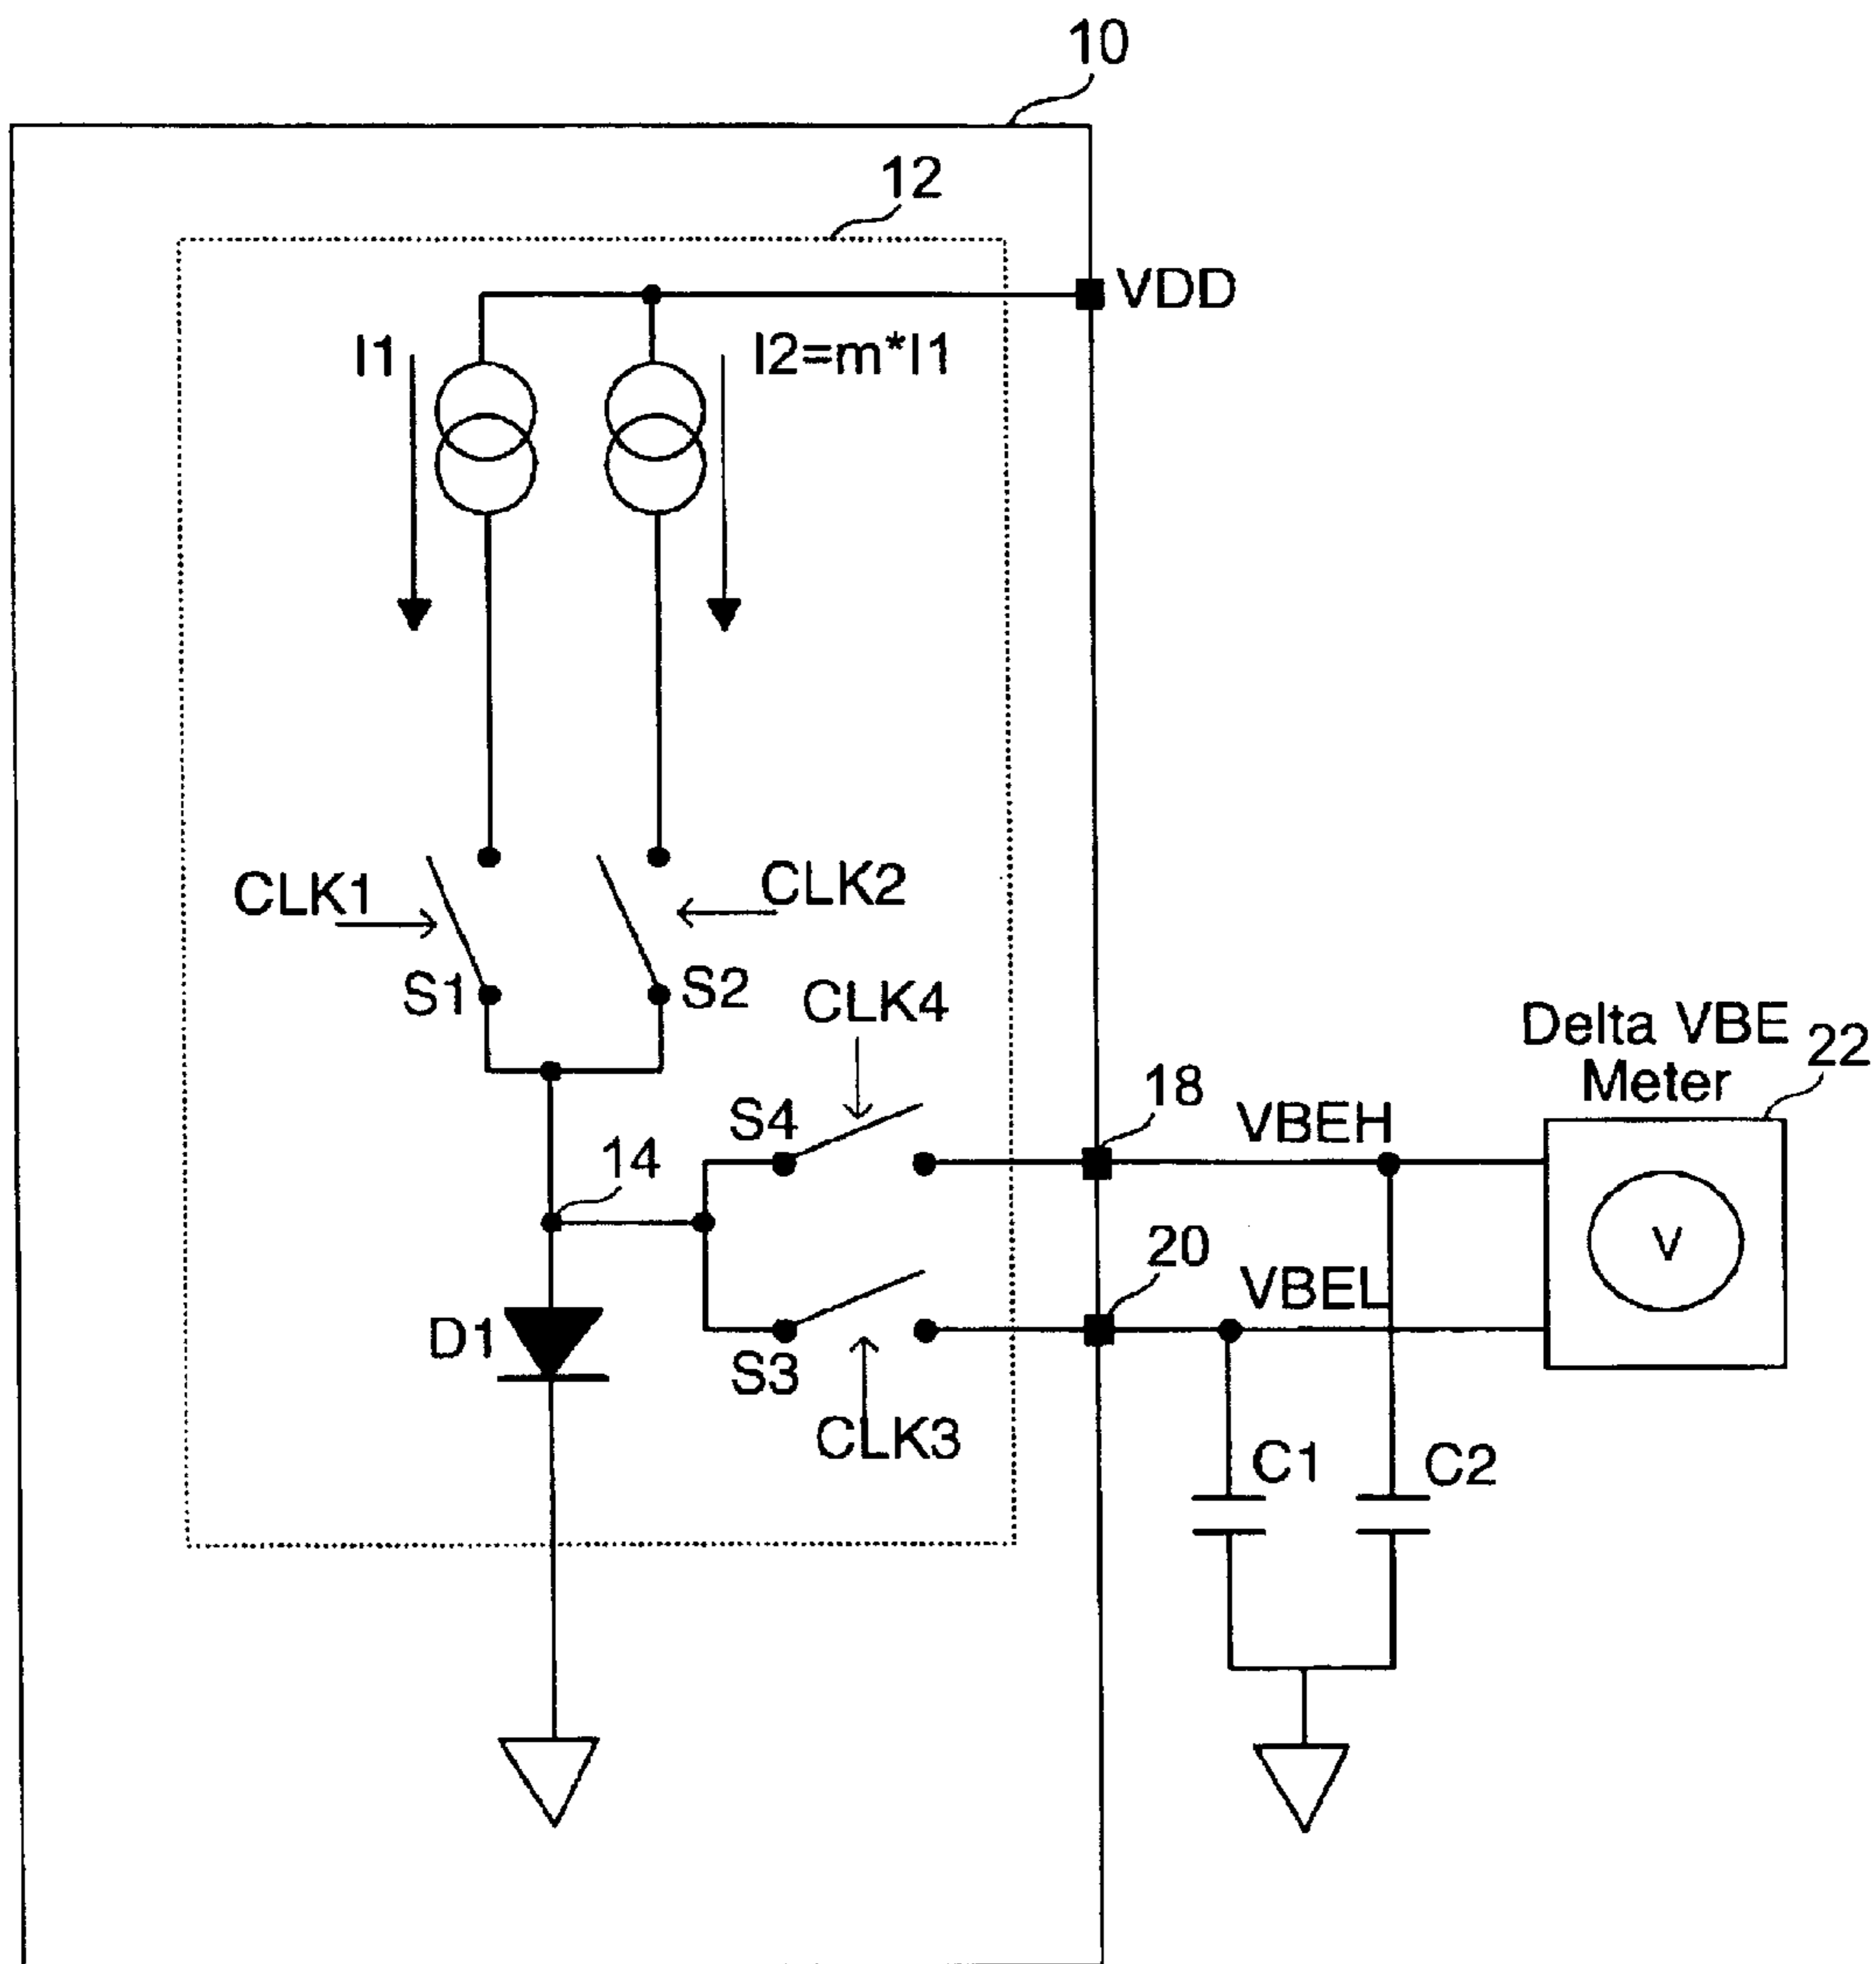 10
12
VDD
I1
I2=m*I1
CLK1
CLK2
S1
S2
CLK4
Delta VBE
Meter
22
18
S4
VBEH
14
V
20
VBEL
D1
S3
CLK3
C1
C2